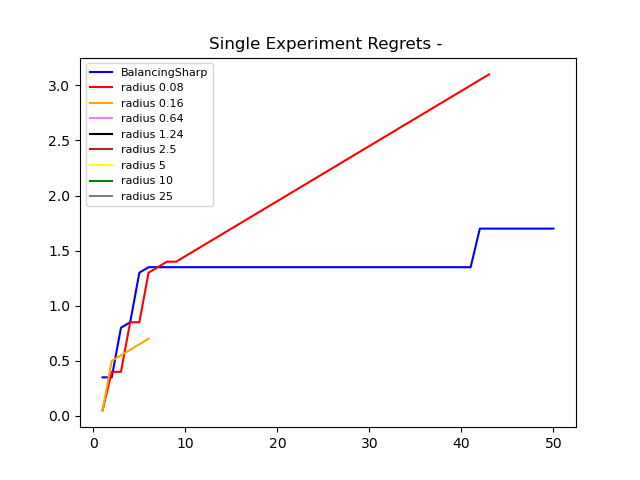 Single Experiment Regrets -
BalancingSharp
radius 0.08
radius 0.16
radius 0.64
radius 1.24
radius 2.5
radius 5
radius 10
radius 25
3.0
2.5
2.0
1.5
1.0
0.5
0.0
0 10 20 30 40 50